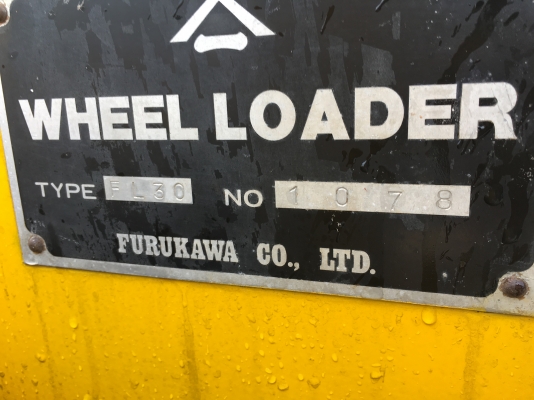 WHEEL LOADER
TYPE FL30 NO 1078
FURUKAWA CO., LTD.